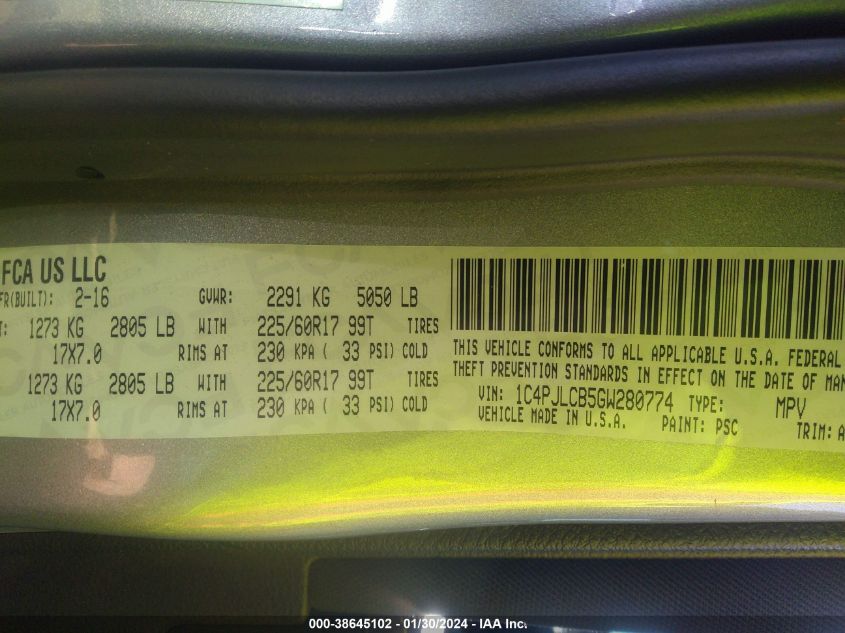 FCA US LLC
FR(BUILT): 2-16 GVWR: 2291 KG 5050 LB
T: 1273 KG 2805 LB WITH 225/60R17 99T TIRES
17X7.0 RIMS AT 230 KPA ( 33 PSI) COLD
1273 KG 2805 LB WITH 225/60R17 99T TIRES
17X7.0 RIMS AT 230 KPA ( 33 PSI) COLD
THIS VEHICLE CONFORMS TO ALL APPLICABLE U.S.A. FEDERAL
THEFT PREVENTION STANDARDS IN EFFECT ON THE DATE OF MAN
VIN: 1C4PJLCB5GW280774 TYPE: MPV
VEHICLE MADE IN U.S.A. PAINT: PSC TRIM: A
000-38645102 - 01/30/2024 - IAA Inc.